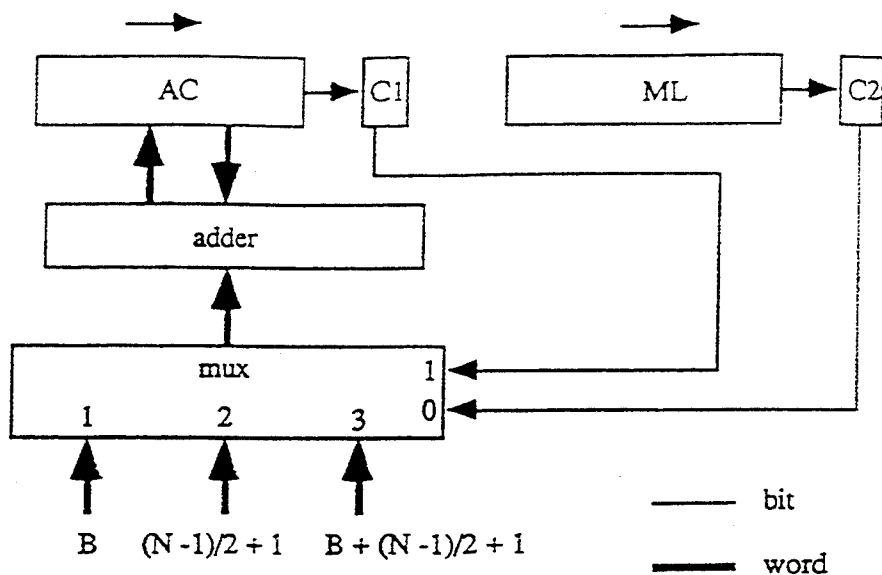 AC C1 ML C2
adder
mux 1
0
1 2 3
B (N -1)/2 + 1 B + (N -1)/2 + 1
bit
word